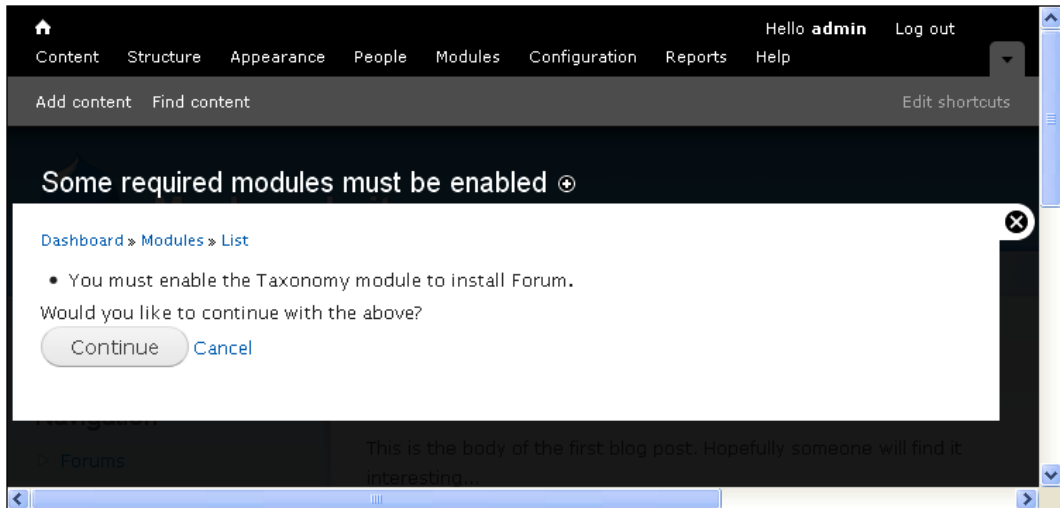 Hello admin Log out
Content Structure Appearance People Modules Configuration Reports Help
Add content Find content Edit shortcuts
Some required modules must be enabled
Dashboard » Modules » List
• You must enable the Taxonomy module to install Forum.
Would you like to continue with the above?
Continue Cancel
Navigation
Forums
This is the body of the first blog post. Hopefully someone will find it
interesting...